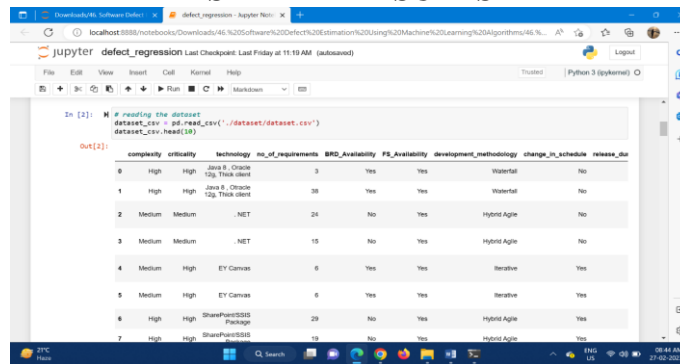 Downloads/46. Software Defect
defect_regression - Jupyter Note
localhost:8888/notebooks/Downloads/46.%20Software%20Defect%20Estimation%20Using%20Machine%20Learning%20Algorithms/46.%...
jupyter defect_regression Last Checkpoint: Last Friday at 11:19 AM (autosaved)
Logout
File Edit View Insert Cell Kernel Help
Trusted Python 3 (ipykernel)
Run Markdown
In [2]: # reading the dataset
dataset_csv = pd.read_csv('./dataset/dataset.csv')
dataset_csv.head(10)
Out[2]:
complexity criticality technology no_of_requirements BRD_Availability FS_Availability development_methodology change_in_schedule release_dur
0 High High Java 8 , Oracle 12g, Thick client 3 Yes Yes Waterfall No
1 High High Java 8 , Oracle 12g, Thick client 38 Yes Yes Waterfall No
2 Medium Medium . NET 24 No Yes Hybrid Agile No
3 Medium Medium . NET 15 No Yes Hybrid Agile No
4 Medium High EY Canvas 6 Yes Yes Iterative Yes
5 Medium High EY Canvas 6 Yes Yes Iterative Yes
6 High High SharePoint/SSIS Package 29 No Yes Hybrid Agile Yes
7 High High SharePoint/SSIS 19 No Yes Hybrid Agile Yes
21°C
Haze
Search
ENG
US
08:44 AM
27-02-2023